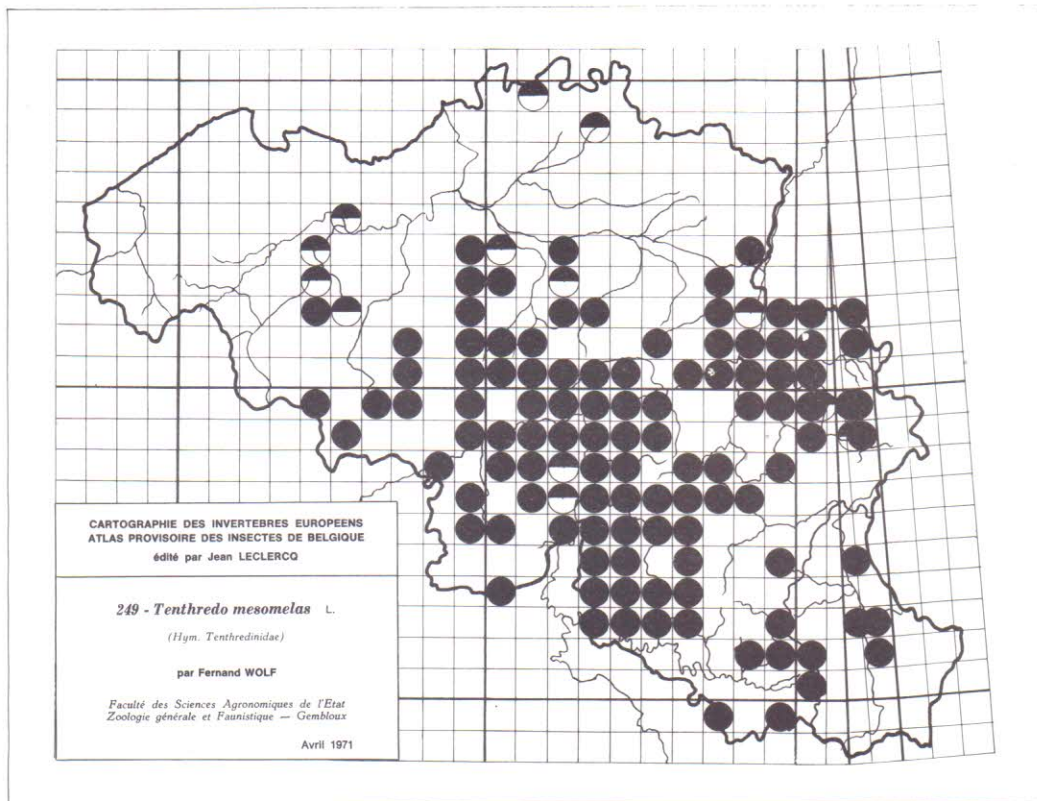 CARTOGRAPHIE DES INVERTEBRES EUROPEENS
ATLAS PROVISOIRE DES INSECTES DE BELGIQUE
édité par Jean LECLERCQ
249 - Tenthredo mesomelas L.
(Hym. Tenthredinidae)
par Fernand WOLF
Faculté des Sciences Agronomiques de l'Etat
Zoologie générale et Faunistique — Gembloux
Avril 1971